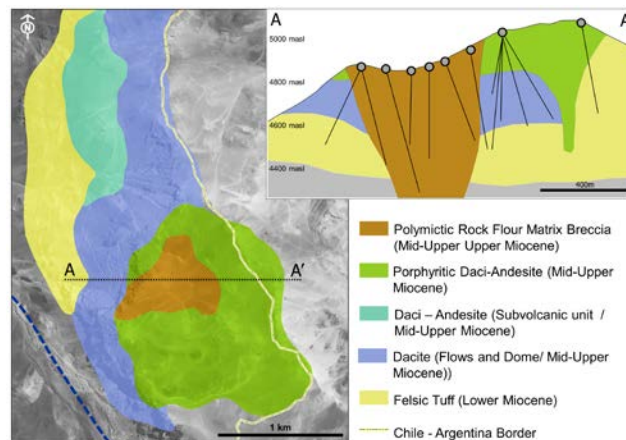 N
A
A'
1 km
A
A
5000 masl
4800 masl
4600 masl
4400 masl
400m
Polymictic Rock Flour Matrix Breccia
(Mid-Upper Upper Miocene)
Porphyritic Daci-Andesite (Mid-Upper
Miocene)
Daci – Andesite (Subvolcanic unit /
Mid-Upper Miocene)
Dacite (Flows and Dome/ Mid-Upper
Miocene))
Felsic Tuff (Lower Miocene)
Chile - Argentina Border